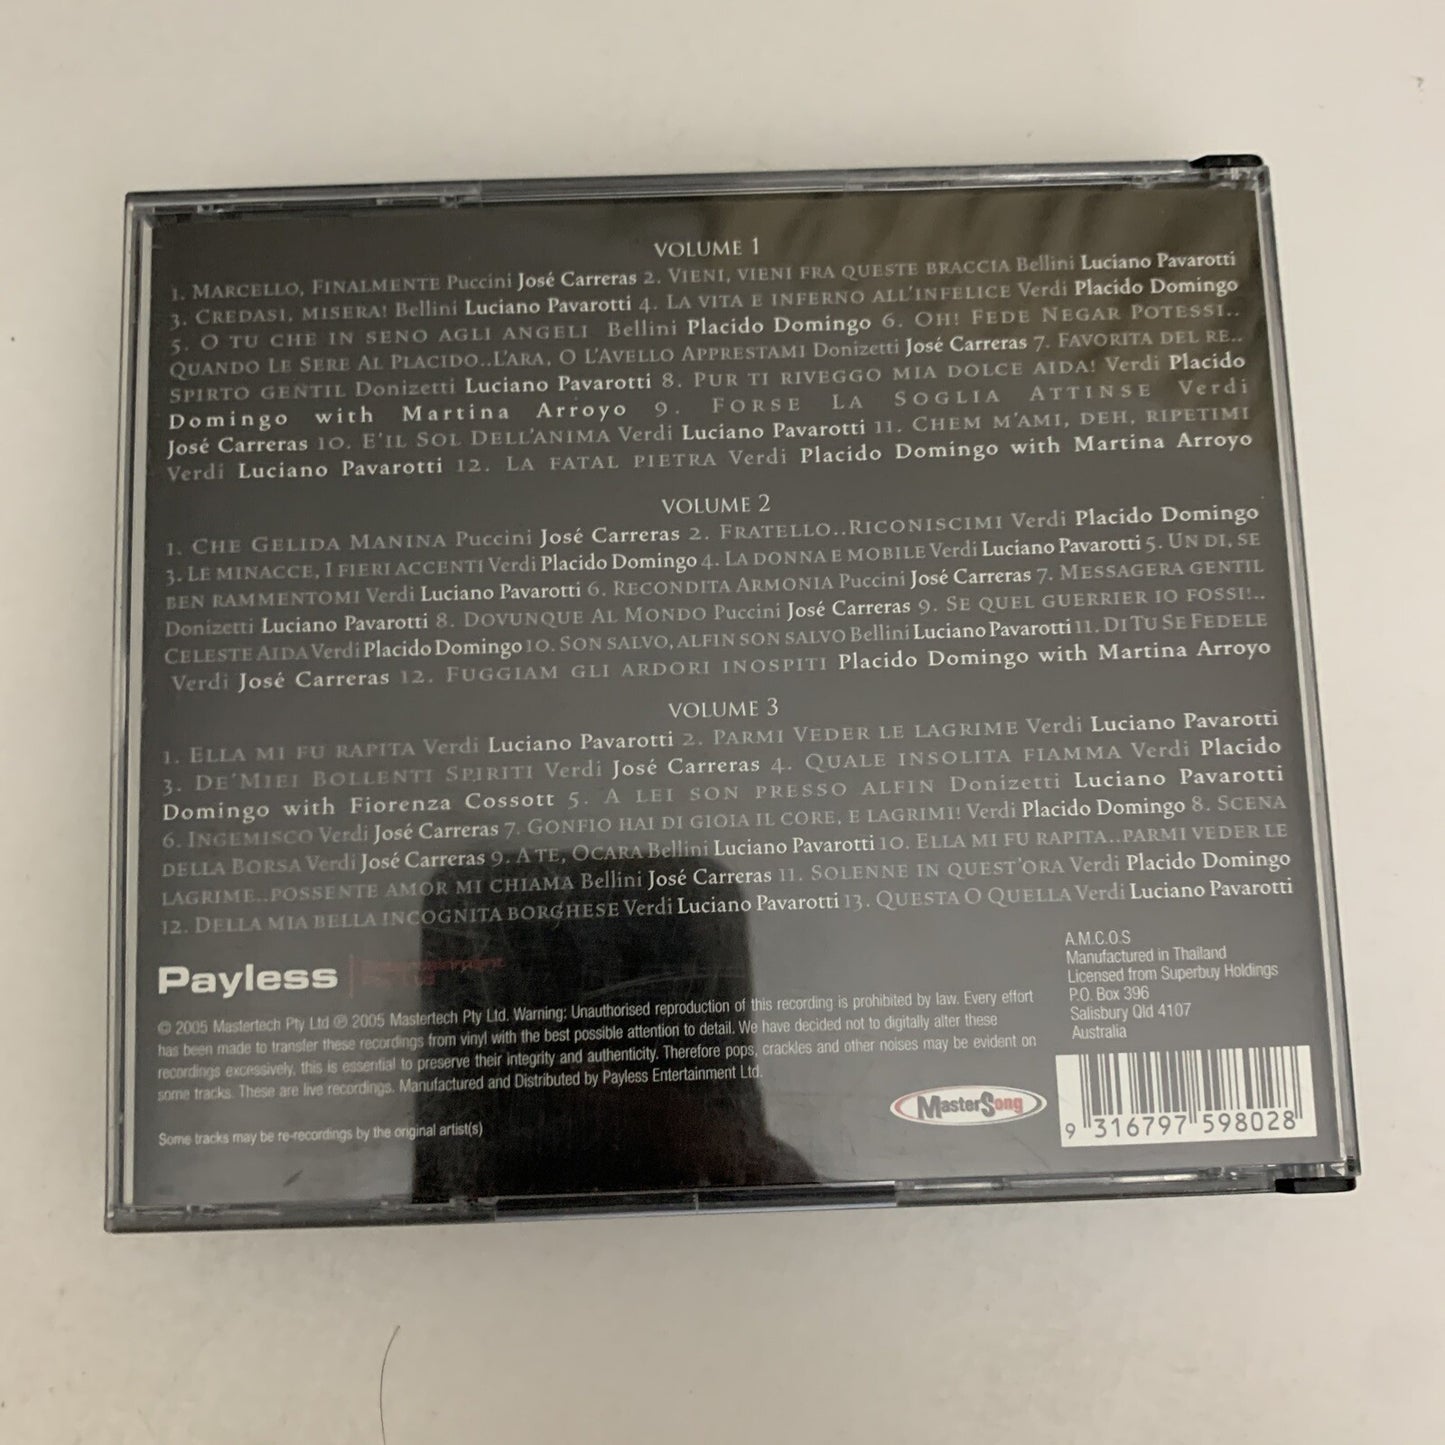 VOLUME 1
1. MARCELLO, FINALMENTE Puccini José Carreras 2. VIENI, VIENI FRA QUESTE BRACCIA Bellini Luciano Pavarotti
3. CREDASI, MISERA! Bellini Luciano Pavarotti 4. LA VITA E INFERNO ALL'INFELICE Verdi Placido Domingo
5. O TU CHE IN SENO AGLI ANGELI Bellini Placido Domingo 6. OH! FEDE NEGAR POTESSI..
QUANDO LE SERE AL PLACIDO..L'ARA, O L'AVELLO APPRESTAMI Donizetti José Carreras 7. FAVORITA DEL RE..
SPIRTO GENTIL Donizetti Luciano Pavarotti 8. PUR TI RIVEGGO MIA DOLCE AIDA! Verdi Placido
Domingo with Martina Arroyo 9. FORSE LA SOGLIA ATTINSE Verdi
José Carreras 10. E'IL SOL DELL'ANIMA Verdi Luciano Pavarotti 11. CHEM M'AMI, DEH, RIPETIMI
Verdi Luciano Pavarotti 12. LA FATAL PIETRA Verdi Placido Domingo with Martina Arroyo
VOLUME 2
1. CHE GELIDA MANINA Puccini José Carreras 2. FRATELLO..RICONISCIMI Verdi Placido Domingo
3. LE MINACCE, I FIERI ACCENTI Verdi Placido Domingo 4. LA DONNA E MOBILE Verdi Luciano Pavarotti 5. UN DI, SE
BEN RAMMENTOMI Verdi Luciano Pavarotti 6. RECONDITA ARMONIA Puccini José Carreras 7. MESSAGERA GENTIL
Donizetti Luciano Pavarotti 8. DOVUNQUE AL MONDO Puccini José Carreras 9. SE QUEL GUERRIER IO FOSSI!..
CELESTE AIDA Verdi Placido Domingo 10. SON SALVO, ALFIN SON SALVO Bellini Luciano Pavarotti 11. DI TU SE FEDELE
Verdi José Carreras 12. FUGGIAM GLI ARDORI INOSPITI Placido Domingo with Martina Arroyo
VOLUME 3
1. ELLA MI FU RAPITA Verdi Luciano Pavarotti 2. PARMI VEDER LE LAGRIME Verdi Luciano Pavarotti
3. DE'MIEI BOLLENTI SPIRITI Verdi José Carreras 4. QUALE INSOLITA FIAMMA Verdi Placido
Domingo with Fiorenza Cossott 5. A LEI SON PRESSO ALFIN Donizetti Luciano Pavarotti
6. INGEMISCO Verdi José Carreras 7. GONFIO HAI DI GIOIA IL CORE, E LAGRIMI! Verdi Placido Domingo 8. SCENA
DELLA BORSA Verdi José Carreras 9. A TE, OCARA Bellini Luciano Pavarotti 10. ELLA MI FU RAPITA..PARMI VEDER LE
LAGRIME..POSSENTE AMOR MI CHIAMA Bellini José Carreras 11. SOLENNE IN QUEST'ORA Verdi Placido Domingo
12. DELLA MIA BELLA INCOGNITA BORGHESE Verdi Luciano Pavarotti 13. QUESTA O QUELLA Verdi Luciano Pavarotti
Payless
© 2005 Mastertech Pty Ltd ℗ 2005 Mastertech Pty Ltd. Warning: Unauthorised reproduction of this recording is prohibited by law. Every effort
has been made to transfer these recordings from vinyl with the best possible attention to detail. We have decided not to digitally alter these
recordings excessively, this is essential to preserve their integrity and authenticity. Therefore pops, crackles and other noises may be evident on
some tracks. These are live recordings. Manufactured and Distributed by Payless Entertainment Ltd.
Some tracks may be re-recordings by the original artist(s)
A.M.C.O.S
Manufactured in Thailand
Licensed from Superbuy Holdings
P.O. Box 396
Salisbury Qld 4107
Australia
MasterSong
9 316797 598028